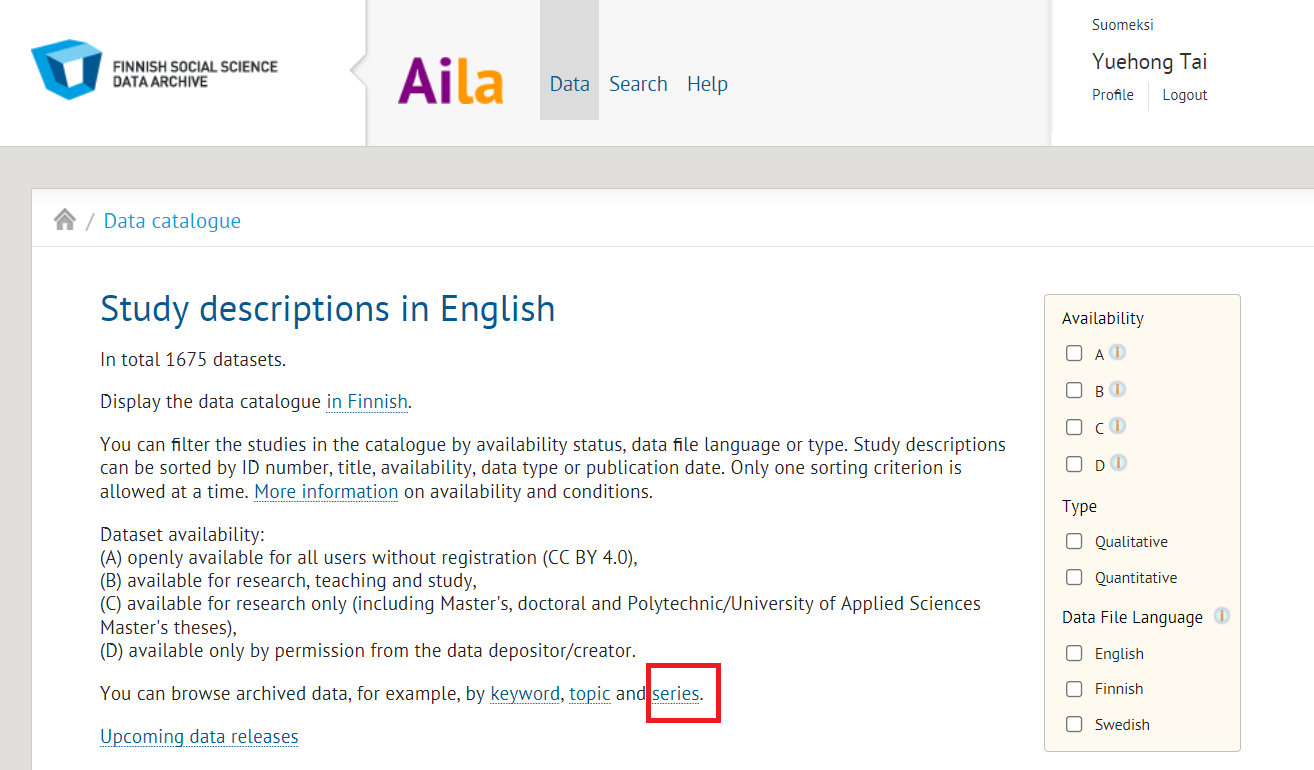 Suomeksi
FINNISH SOCIAL SCIENCE
DATA ARCHIVE
Aila
Data Search Help
Yuehong Tai
Profile Logout
/ Data catalogue
Study descriptions in English
In total 1675 datasets.
Display the data catalogue in Finnish.
You can filter the studies in the catalogue by availability status, data file language or type. Study descriptions
can be sorted by ID number, title, availability, data type or publication date. Only one sorting criterion is
allowed at a time. More information on availability and conditions.
Dataset availability:
(A) openly available for all users without registration (CC BY 4.0),
(B) available for research, teaching and study,
(C) available for research only (including Master's, doctoral and Polytechnic/University of Applied Sciences
Master's theses),
(D) available only by permission from the data depositor/creator.
You can browse archived data, for example, by keyword, topic and series.
Upcoming data releases
Availability
A
B
C
D
Type
Qualitative
Quantitative
Data File Language
English
Finnish
Swedish